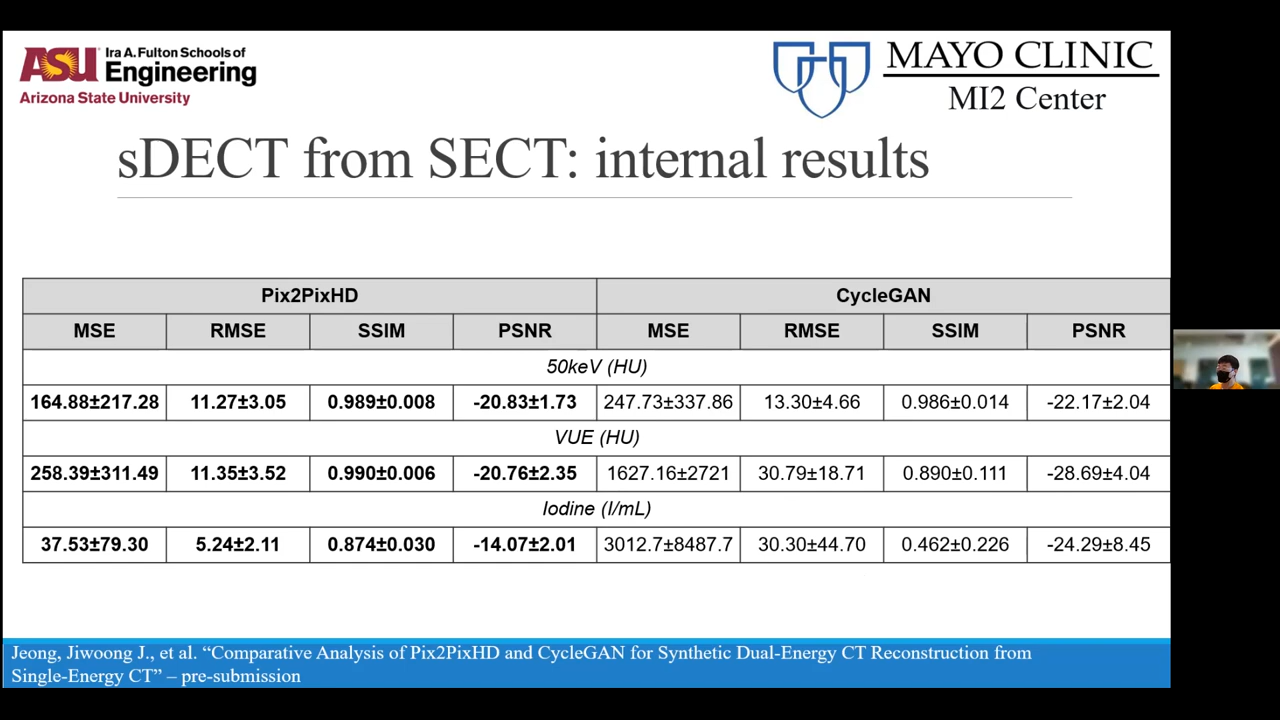 ASU Ira A. Fulton Schools of
Engineering
Arizona State University
MAYO CLINIC
MI2 Center
sDECT from SECT: internal results
Pix2PixHD CycleGAN
MSE RMSE SSIM PSNR MSE RMSE SSIM PSNR
50keV (HU)
164.88±217.28 11.27±3.05 0.989±0.008 -20.83±1.73 247.73±337.86 13.30±4.66 0.986±0.014 -22.17±2.04
VUE (HU)
258.39±311.49 11.35±3.52 0.990±0.006 -20.76±2.35 1627.16±2721 30.79±18.71 0.890±0.111 -28.69±4.04
Iodine (I/mL)
37.53±79.30 5.24±2.11 0.874±0.030 -14.07±2.01 3012.7±8487.7 30.30±44.70 0.462±0.226 -24.29±8.45
Jeong, Jiwoong J., et al. “Comparative Analysis of Pix2PixHD and CycleGAN for Synthetic Dual-Energy CT Reconstruction from
Single-Energy CT” – pre-submission